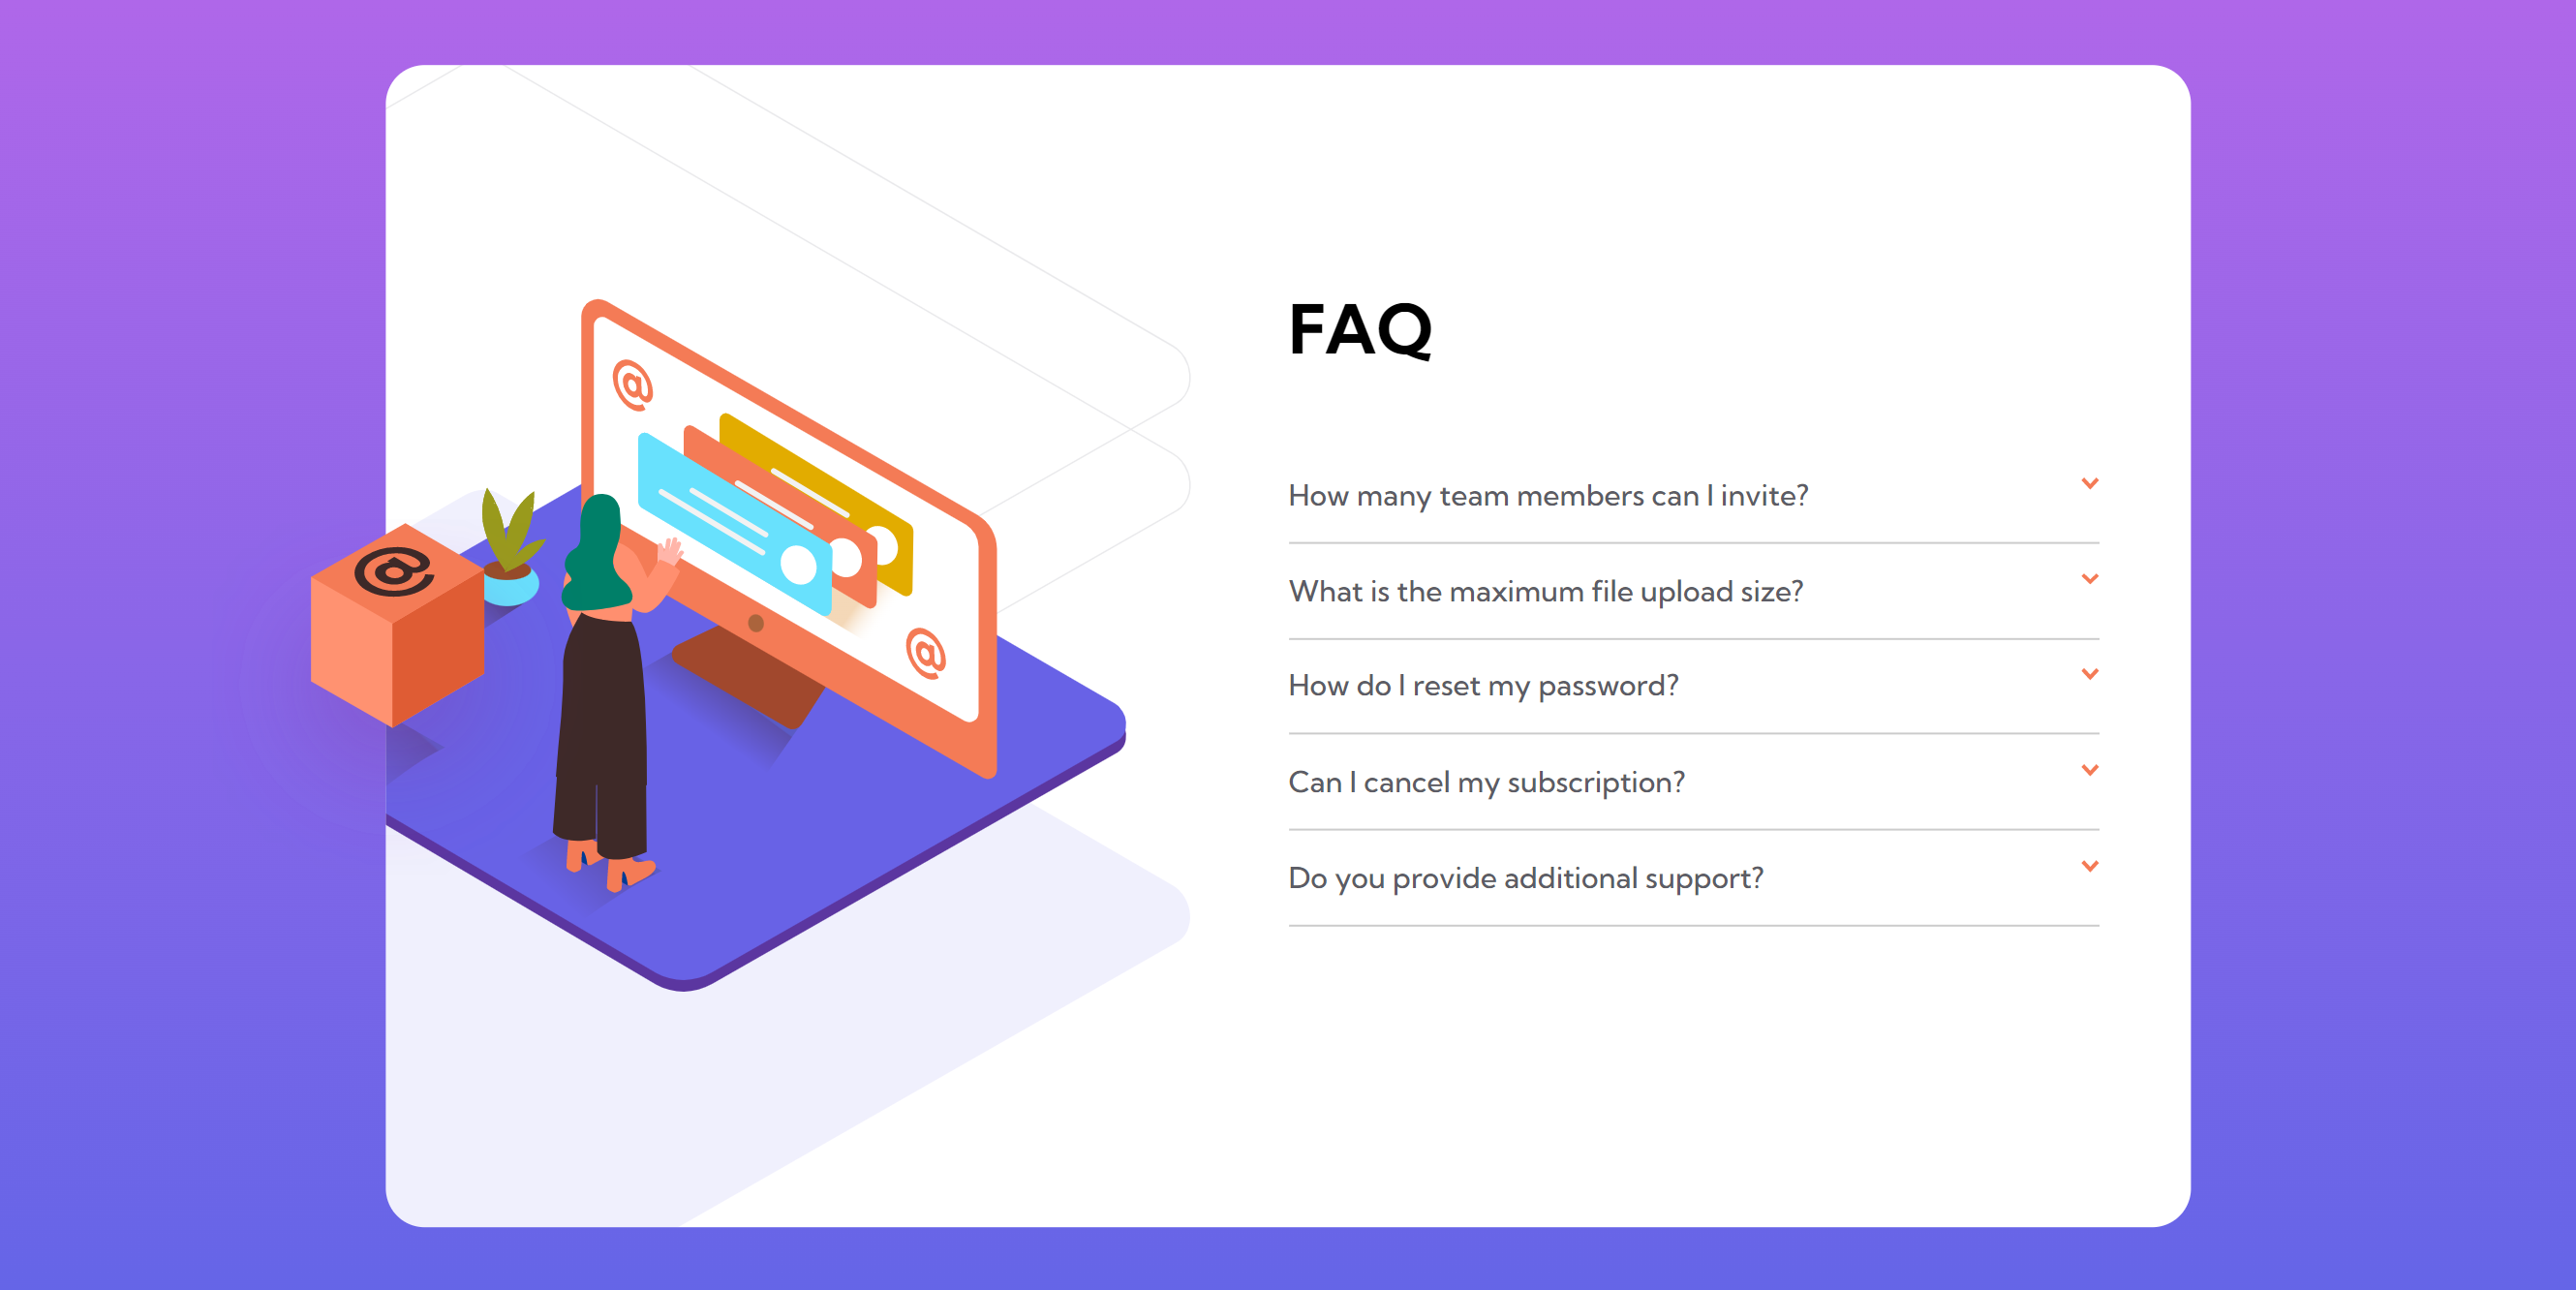 FAQ
@
@
@
How many team members can I invite?
What is the maximum file upload size?
How do I reset my password?
Can I cancel my subscription?
Do you provide additional support?